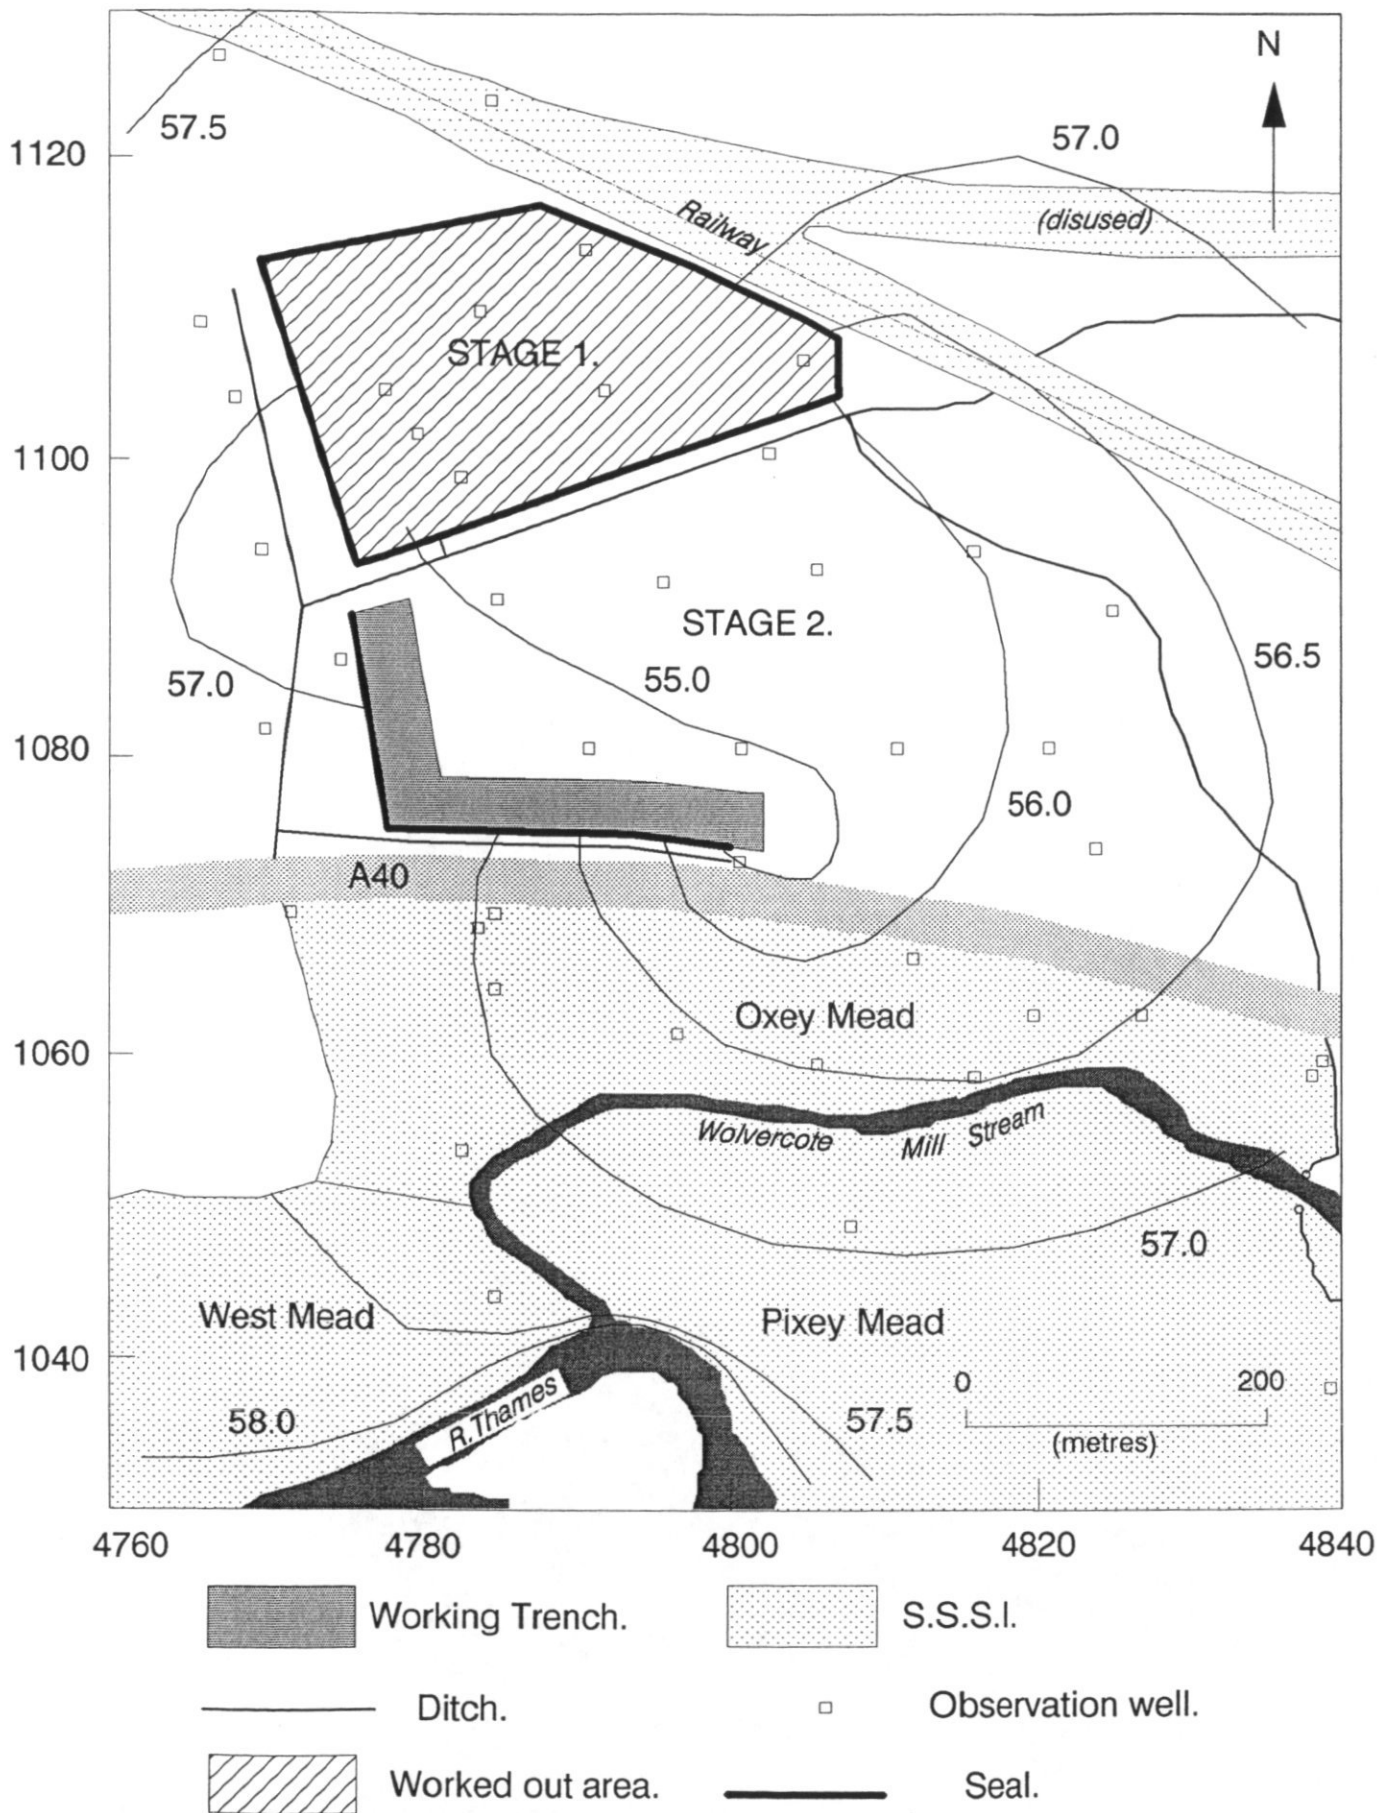 N
57.5
1120
57.0
Railway
(disused)
STAGE 1.
1100
STAGE 2.
56.5
55.0
57.0
1080
56.0
A40
Oxey Mead
1060
Wolvercote Mill Stream
57.0
West Mead
Pixey Mead
1040
0 200
(metres)
58.0
R.Thames
57.5
4760 4780 4800 4820 4840
Working Trench.
S.S.S.I.
Ditch.
Observation well.
Worked out area.
Seal.